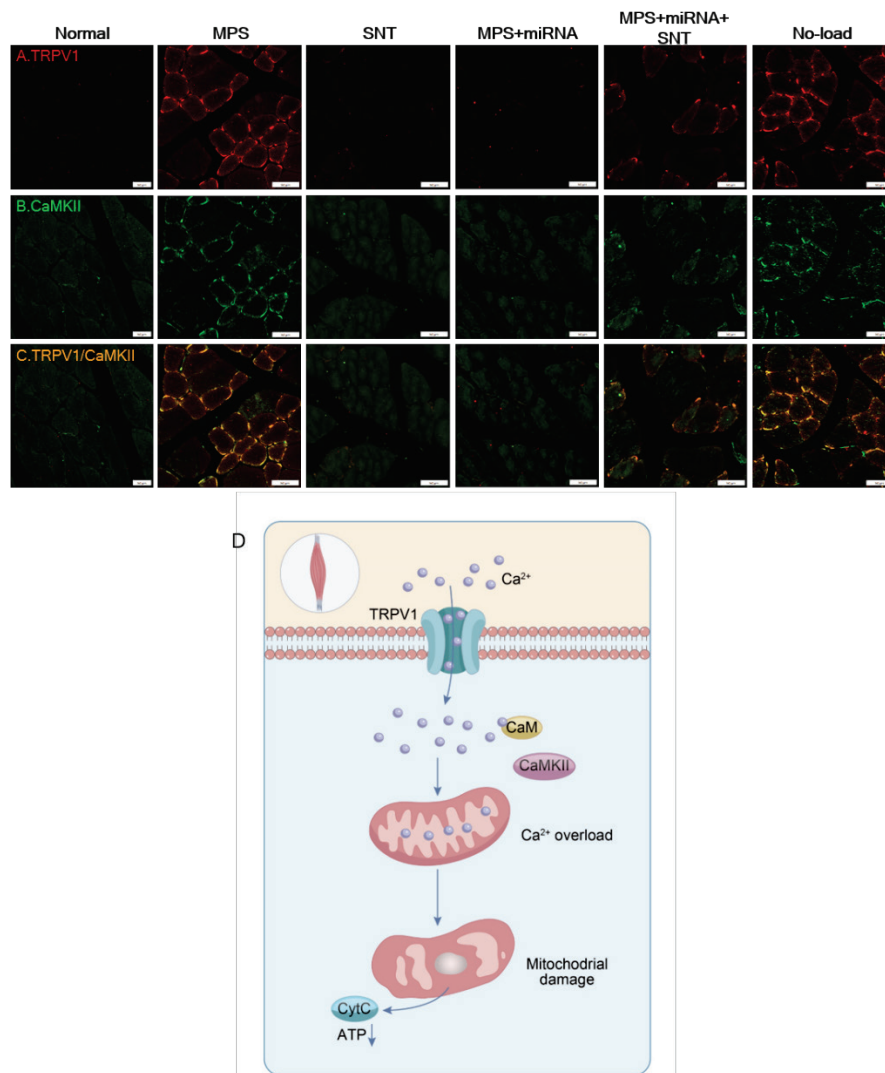 Normal MPS SNT MPS+miRNA MPS+miRNA+ No-load
SNT
A.TRPV1
B.CaMKII
C.TRPV1/CaMKII
D
Ca²⁺
TRPV1
CaM
CaMKII
Ca²⁺ overload
Mitochodrial
damage
CytC
ATP